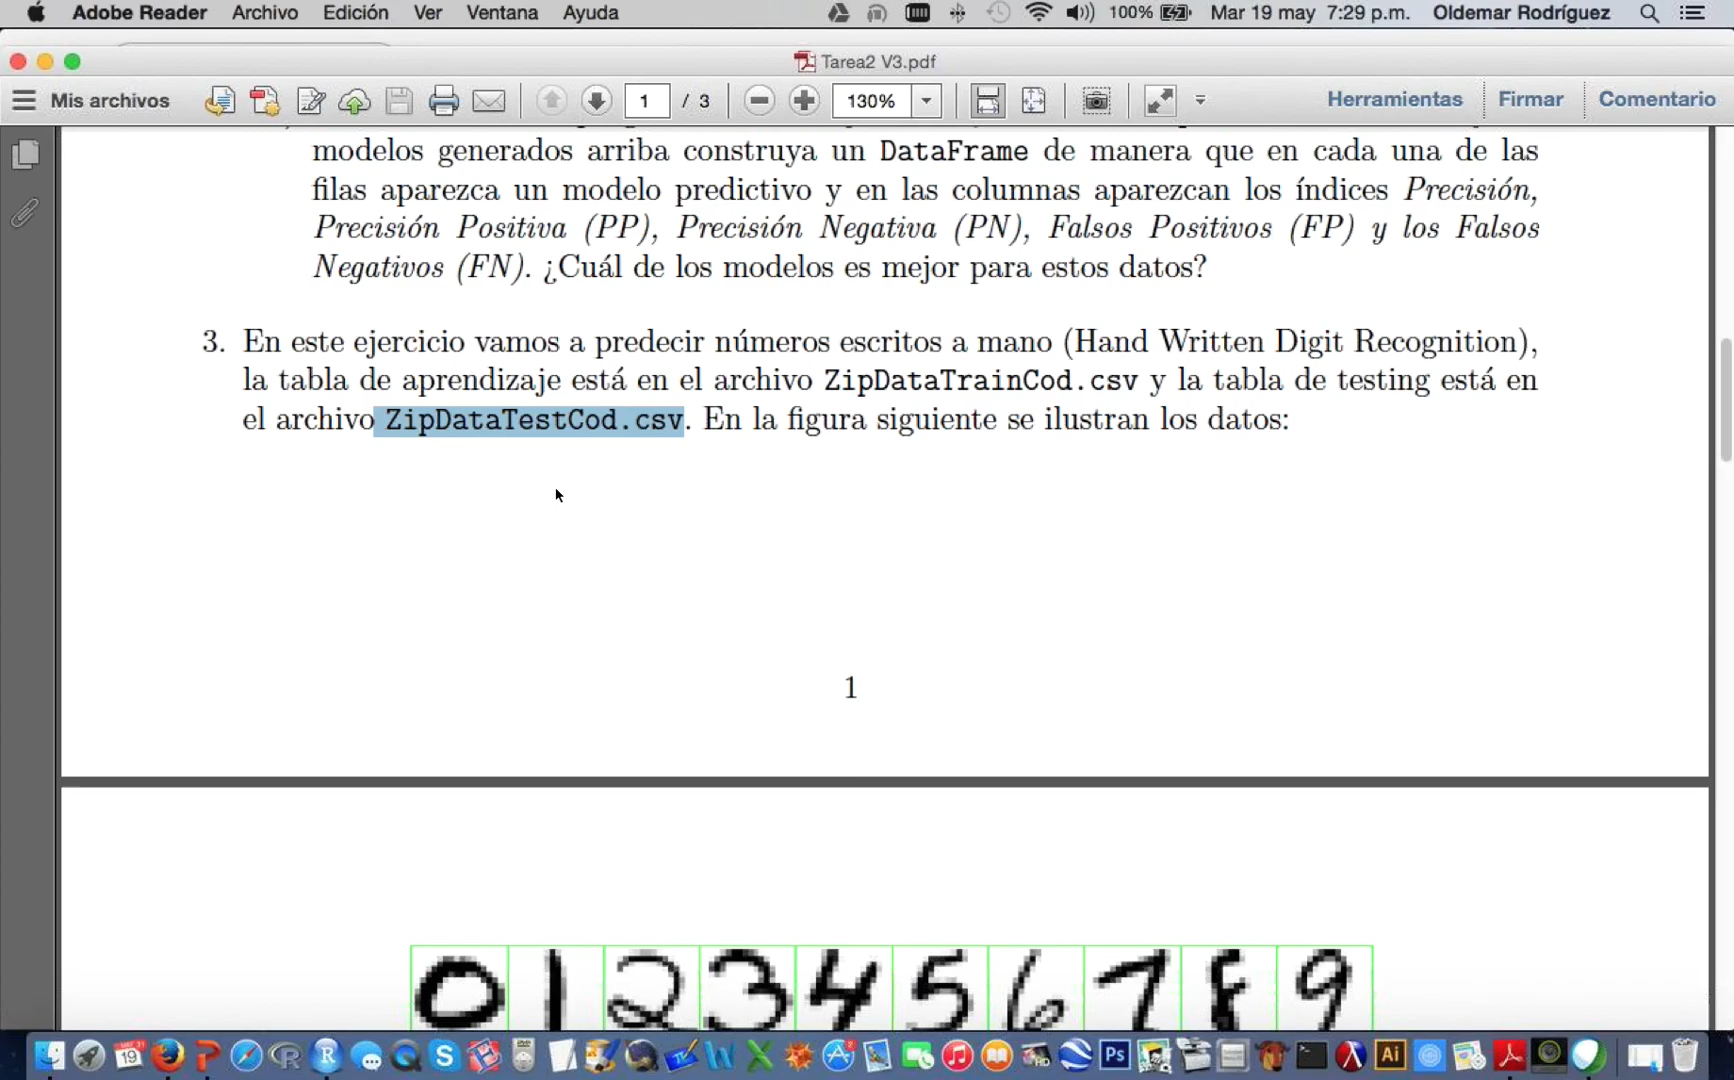 Adobe Reader Archivo Edición Ver Ventana Ayuda 100% Mar 19 may 7:29 p.m. Oldemar Rodríguez
Tarea2 V3.pdf
Mis archivos 1 / 3 130% Herramientas Firmar Comentario
modelos generados arriba construya un DataFrame de manera que en cada una de las
filas aparezca un modelo predictivo y en las columnas aparezcan los índices Precisión,
Precisión Positiva (PP), Precisión Negativa (PN), Falsos Positivos (FP) y los Falsos
Negativos (FN). ¿Cuál de los modelos es mejor para estos datos?
3. En este ejercicio vamos a predecir números escritos a mano (Hand Written Digit Recognition),
la tabla de aprendizaje está en el archivo ZipDataTrainCod.csv y la tabla de testing está en
el archivo ZipDataTestCod.csv. En la figura siguiente se ilustran los datos:
1
0 1 2 3 4 5 6 7 8 9